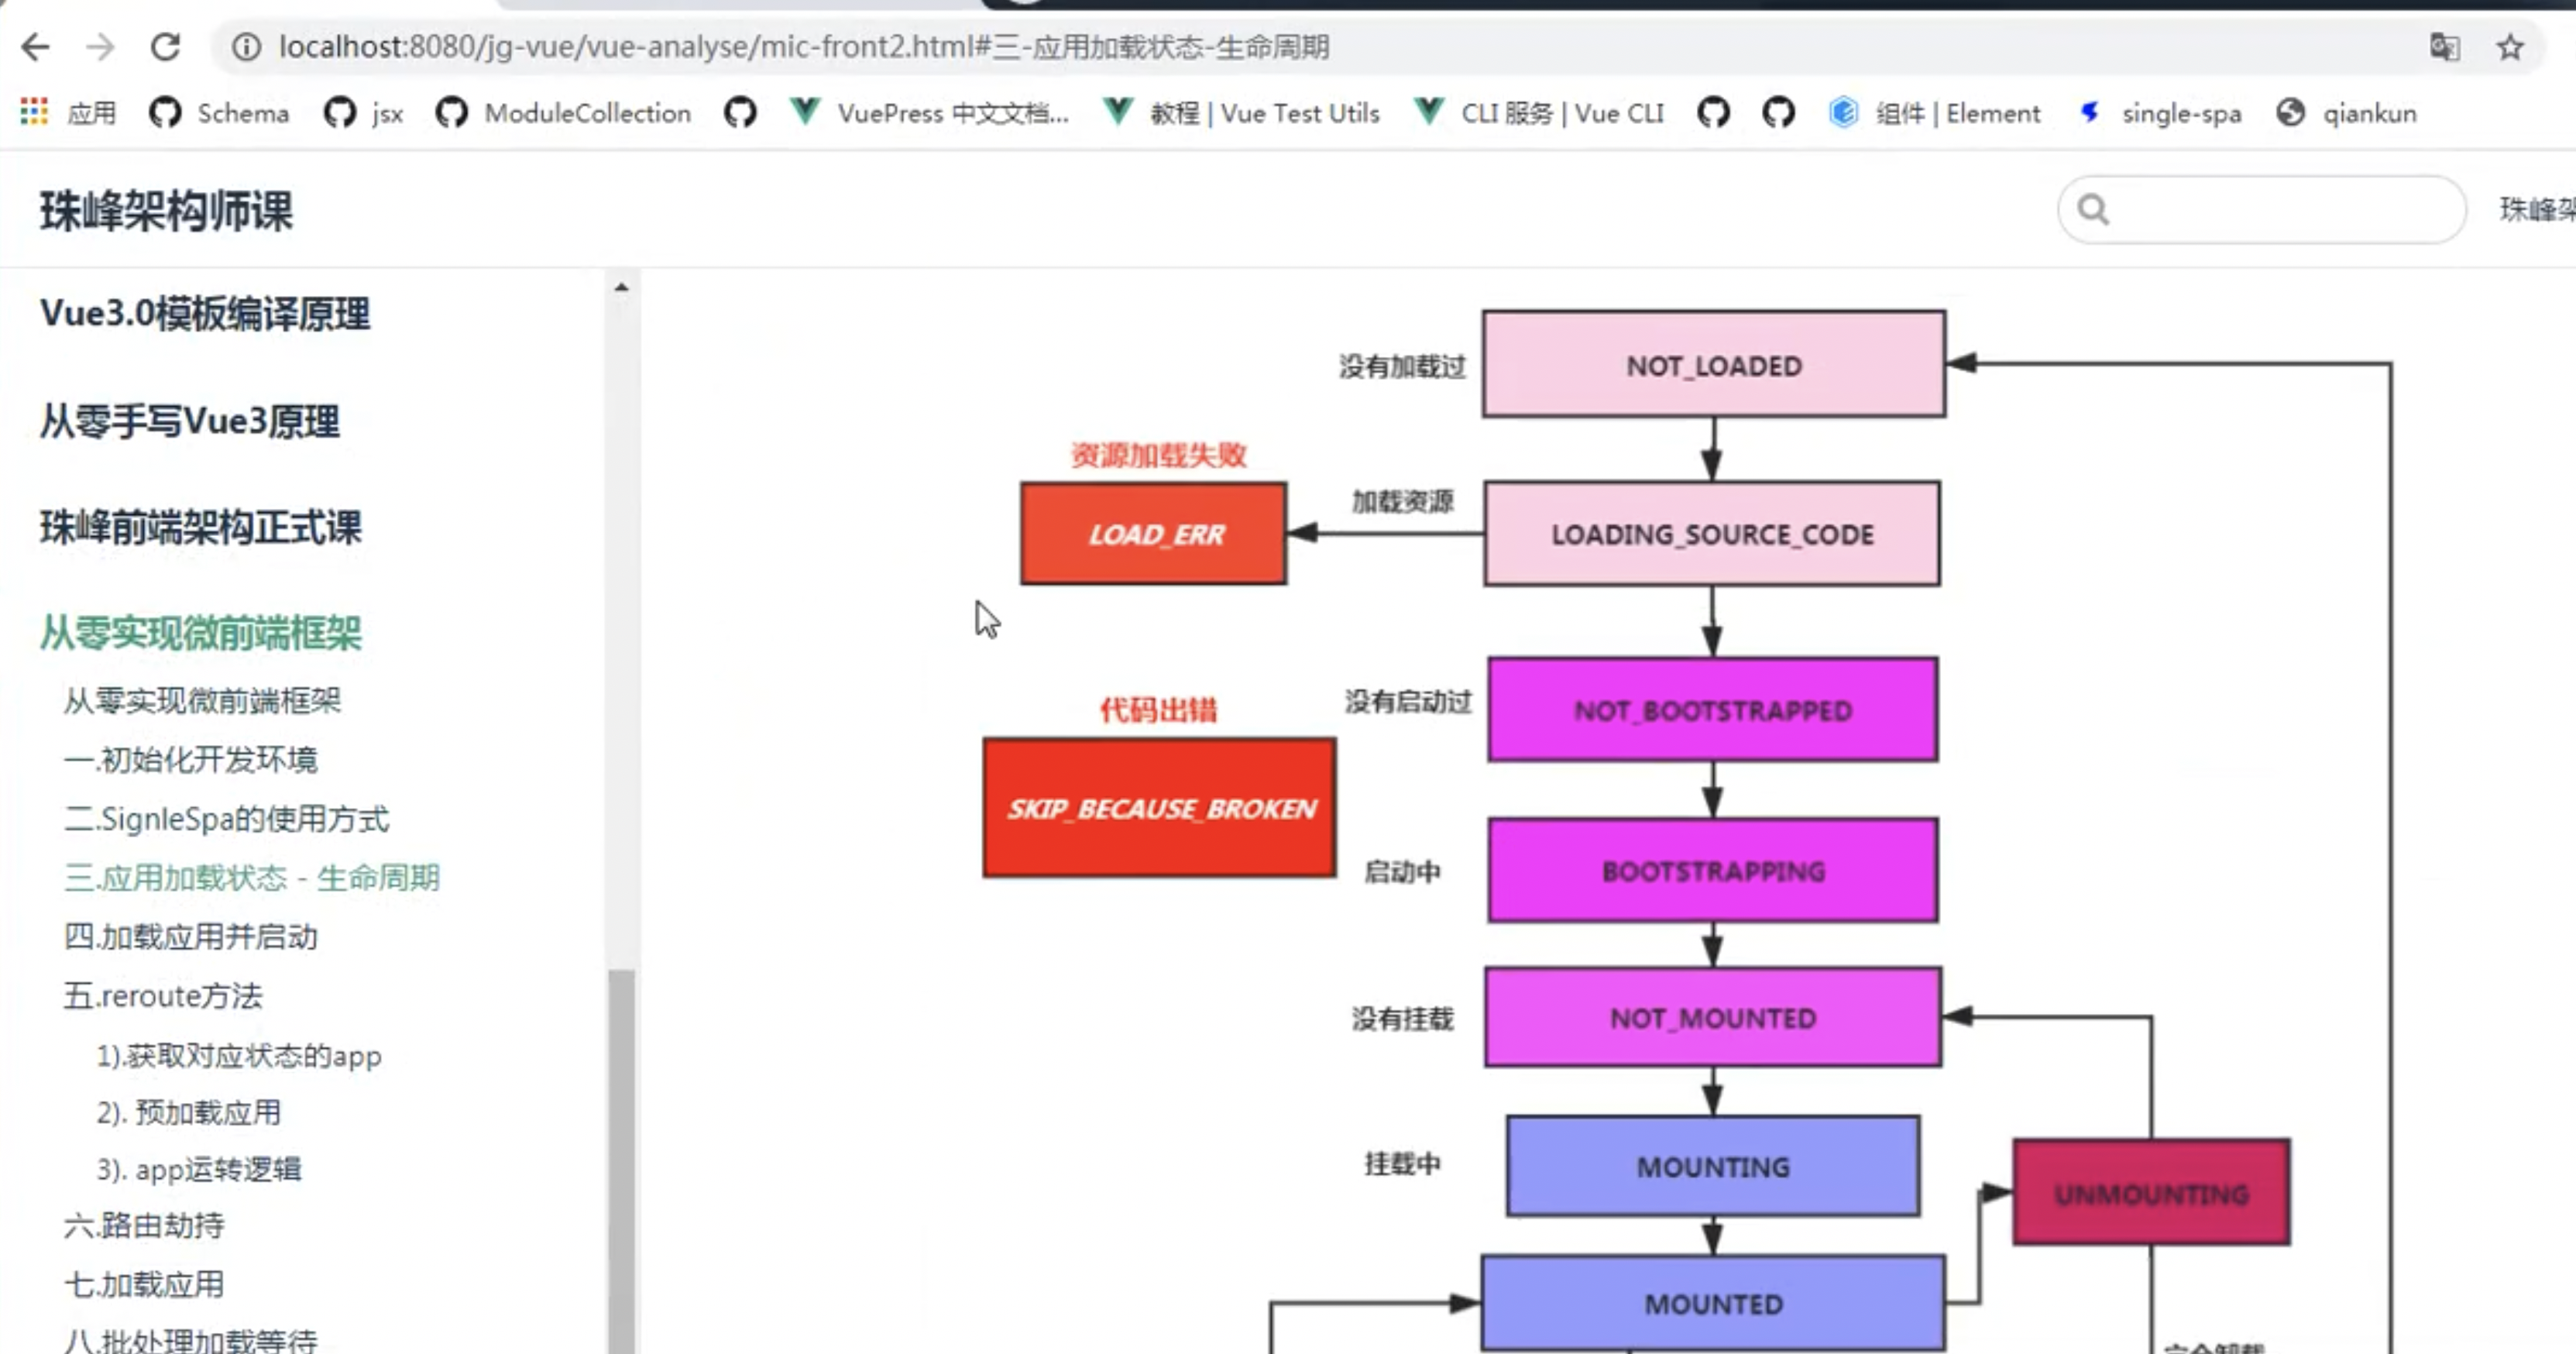 localhost:8080/jg-vue/vue-analyse/mic-front2.html#三-应用加载状态-生命周期
应用 Schema jsx ModuleCollection VuePress 中文文档... 教程 | Vue Test Utils CLI 服务 | Vue CLI 组件 | Element single-spa qiankun
珠峰架构师课
珠峰架
Vue3.0模板编译原理
从零手写Vue3原理
珠峰前端架构正式课
从零实现微前端框架
从零实现微前端框架
一.初始化开发环境
二.SignleSpa的使用方式
三.应用加载状态 - 生命周期
四.加载应用并启动
五.reroute方法
1).获取对应状态的app
2). 预加载应用
3). app运转逻辑
六.路由劫持
七.加载应用
八.批处理加载等待
没有加载过
NOT_LOADED
资源加载失败
LOAD_ERR
加载资源
LOADING_SOURCE_CODE
没有启动过
NOT_BOOTSTRAPPED
代码出错
SKIP_BECAUSE_BROKEN
启动中
BOOTSTRAPPING
没有挂载
NOT_MOUNTED
挂载中
MOUNTING
UNMOUNTING
MOUNTED
完全卸载